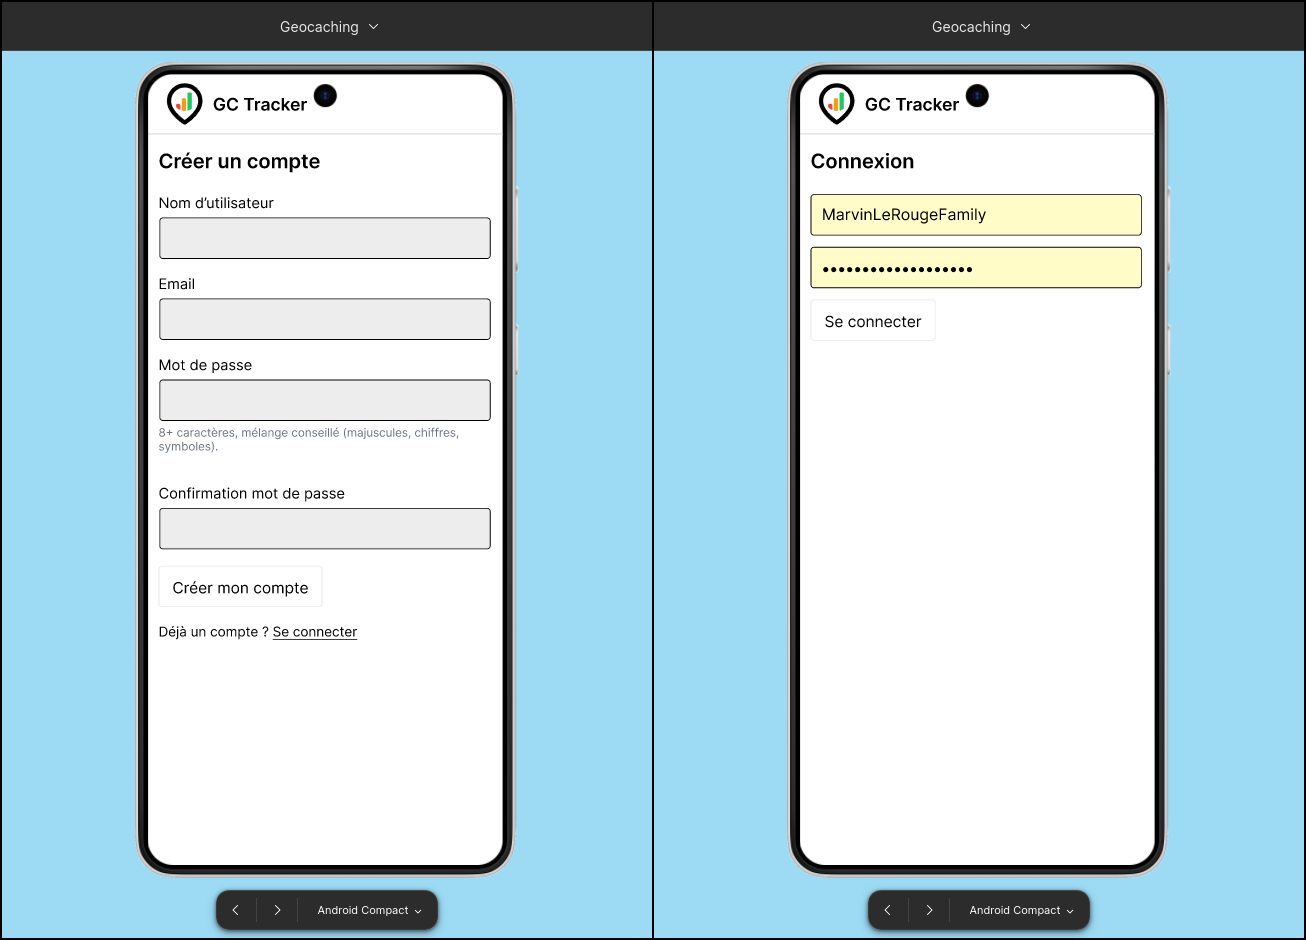 Geocaching
GC Tracker
Créer un compte
Nom d’utilisateur
Email
Mot de passe
8+ caractères, mélange conseillé (majuscules, chiffres,
symboles).
Confirmation mot de passe
Créer mon compte
Déjà un compte ? Se connecter
Android Compact
Geocaching
GC Tracker
Connexion
MarvinLeRougeFamily
•••••••••••••••••••
Se connecter
Android Compact